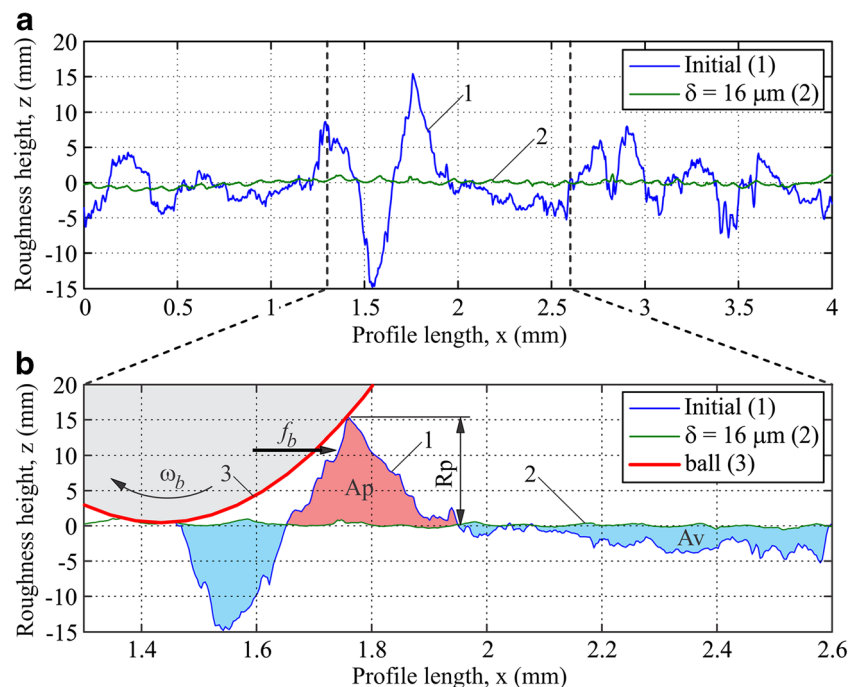 a
Roughness height, z (mm)
20
15
10
5
0
-5
-10
-15
0 0.5 1 1.5 2 2.5 3 3.5 4
Profile length, x (mm)
Initial (1)
δ = 16 μm (2)
1
2
b
Roughness height, z (mm)
20
15
10
5
0
-5
-10
-15
1.4 1.6 1.8 2 2.2 2.4 2.6
Profile length, x (mm)
Initial (1)
δ = 16 μm (2)
ball (3)
f_b
ω_b
3
1
Rp
Ap
2
Av